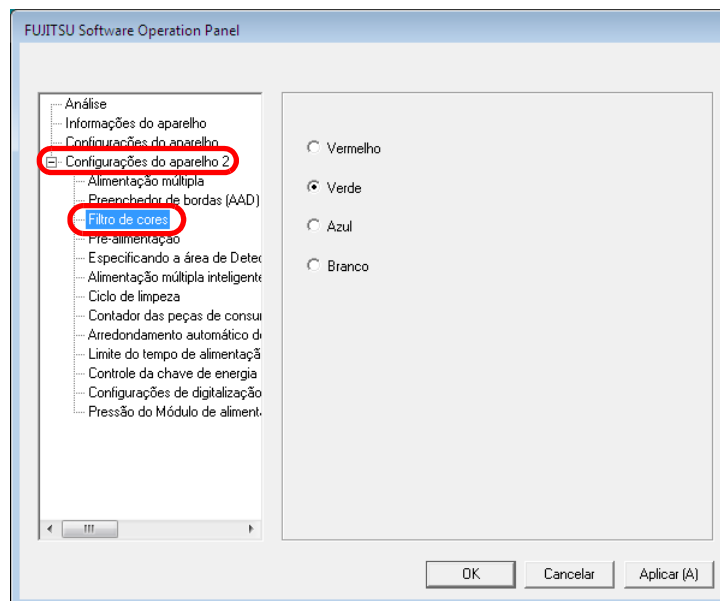 FUJITSU Software Operation Panel
Análise
Informações do aparelho
Configurações do aparelho
Configurações do aparelho 2
Alimentação múltipla
Preenchedor de bordas (AAD)
Filtro de cores
Pré-alimentação
Especificando a área de Detec
Alimentação múltipla inteligente
Ciclo de limpeza
Contador das peças de consu
Arredondamento automático d
Limite do tempo de alimentaçã
Controle da chave de energia
Configurações de digitalização
Pressão do Módulo de aliment
Vermelho
Verde
Azul
Branco
OK
Cancelar
Aplicar (A)